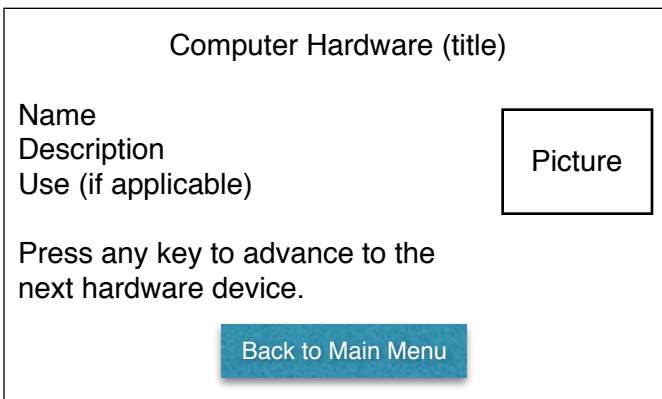 Computer Hardware (title)
Name
Description
Use (if applicable)
Picture
Press any key to advance to the
next hardware device.
Back to Main Menu